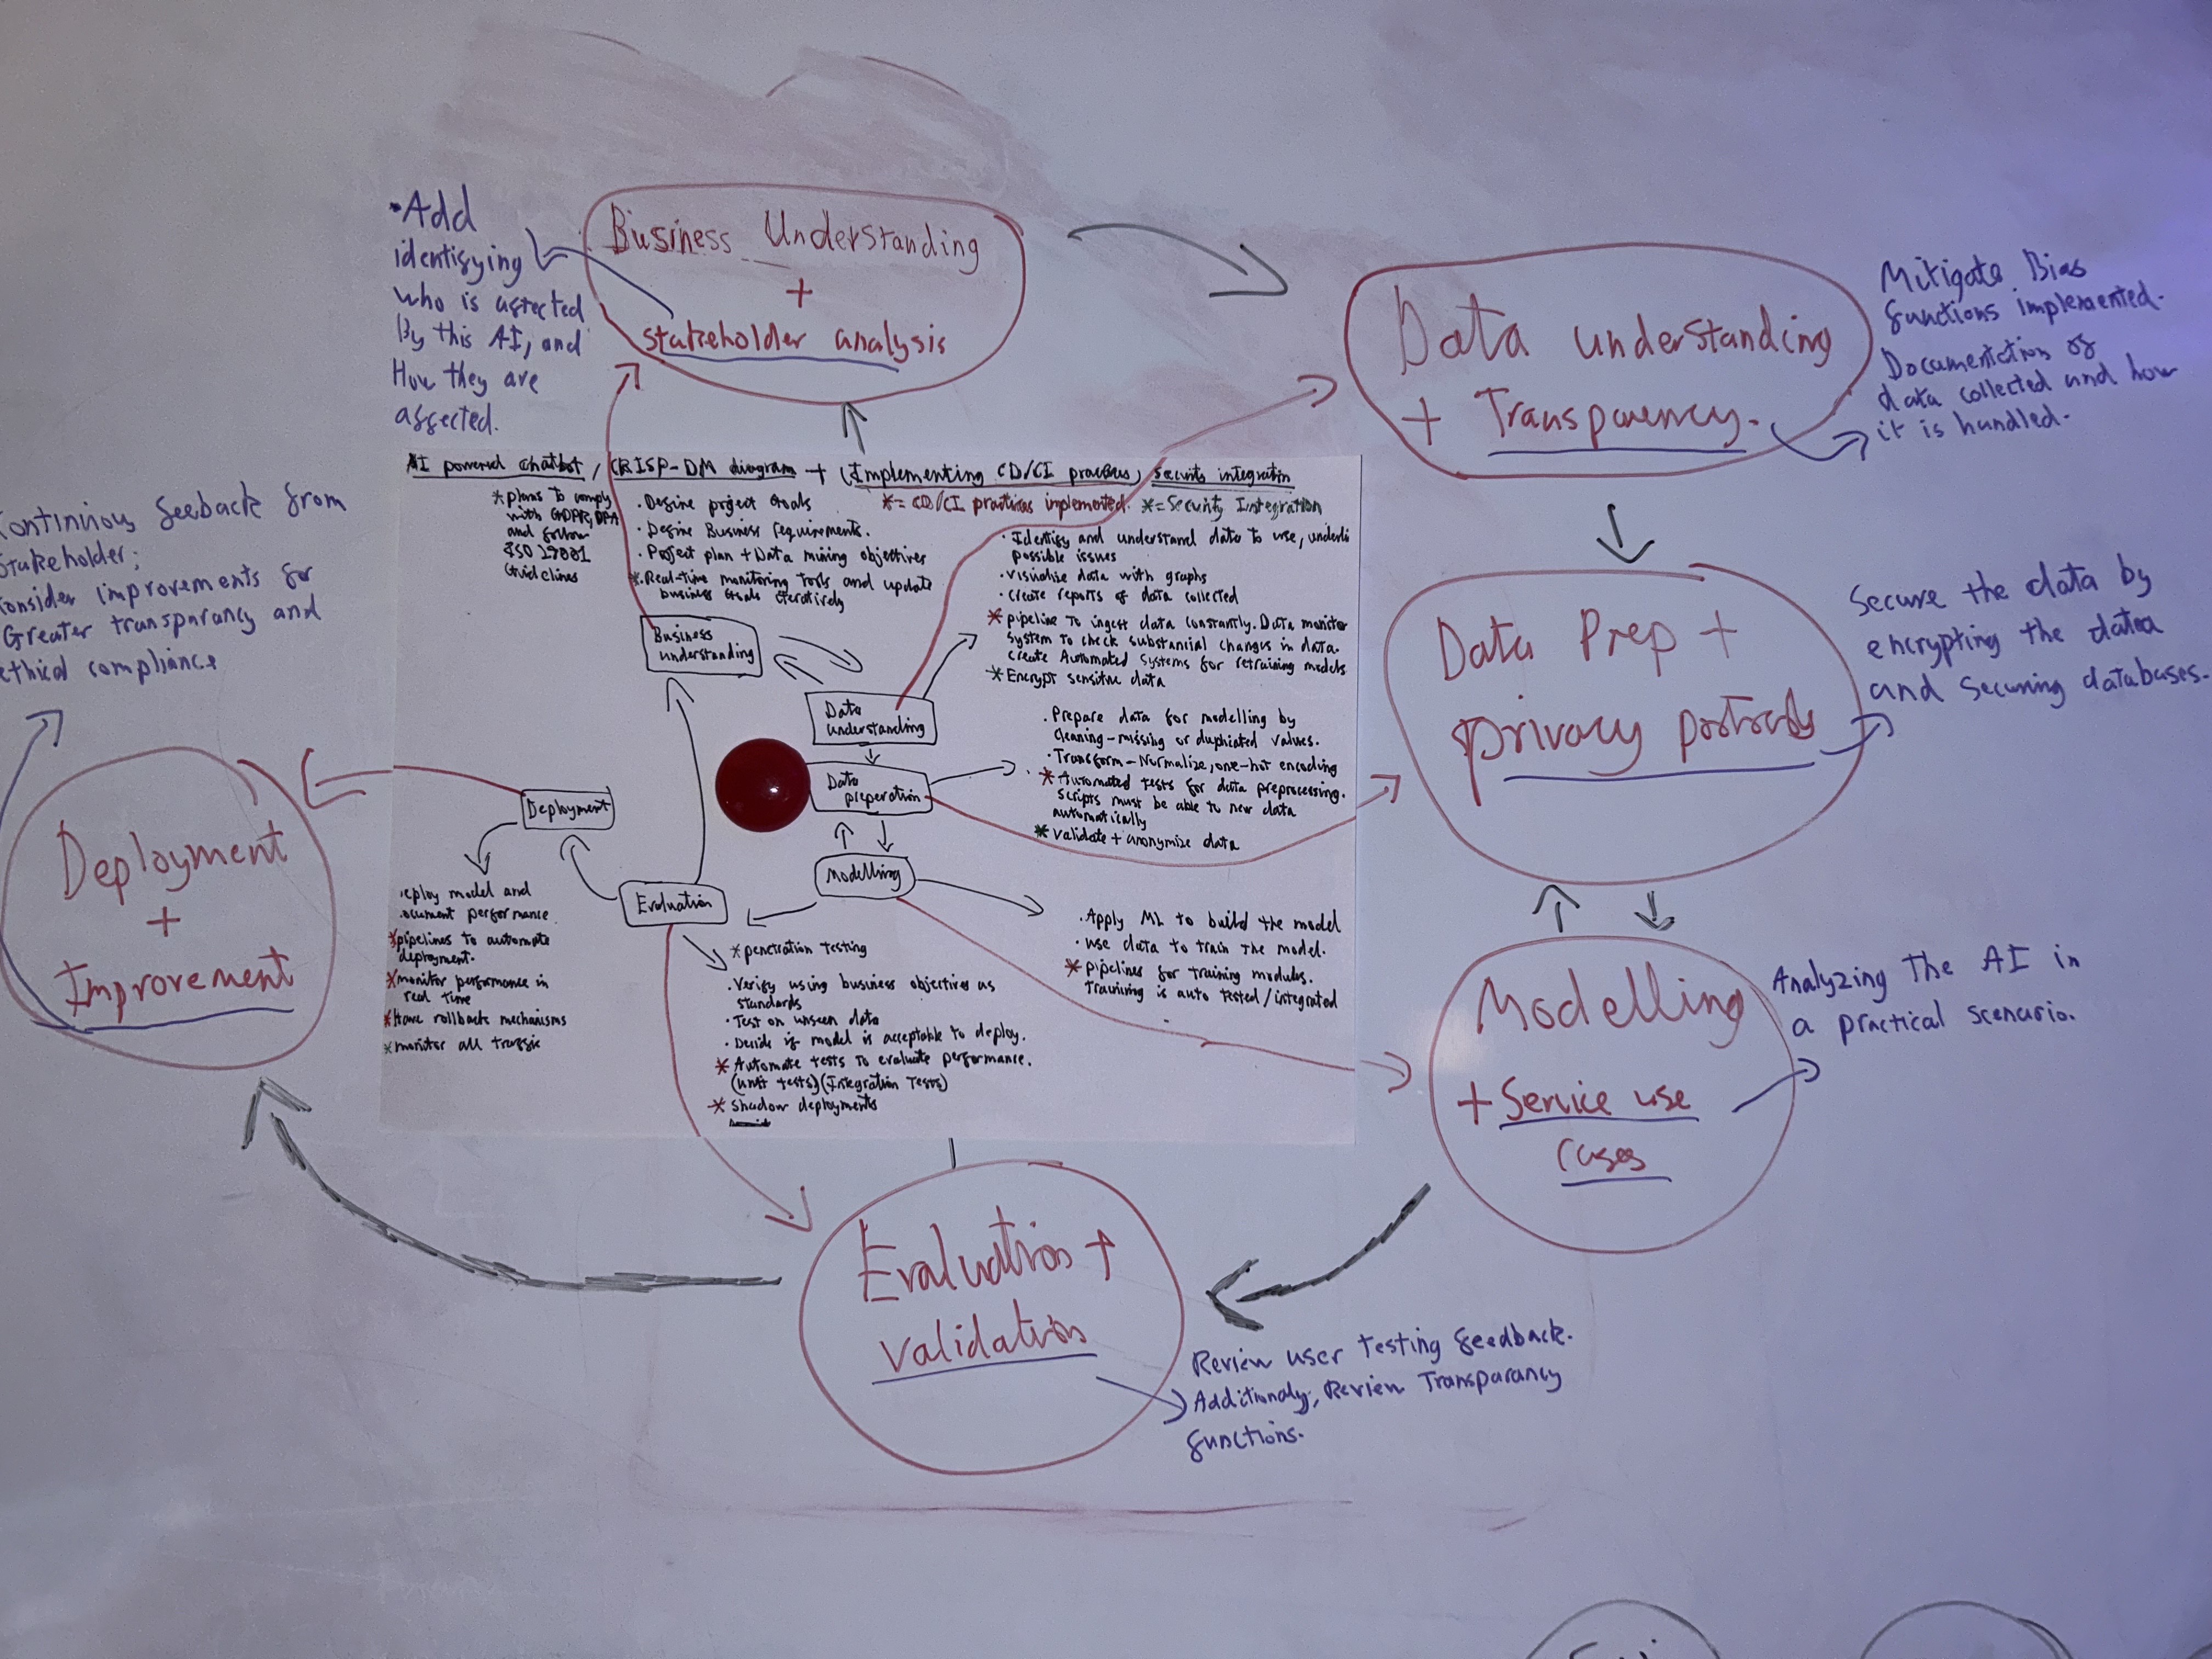 •Add
identifying
who is affected
By this AI, and
How they are
affected.
Business Understanding
+
stakeholder analysis
Data understanding
+ Transparency.
Mitigate Bias
functions implemented.
Documentation of
data collected and how
it is handled.
AI powered chatbot / CRISP-DM diagram + (Implementing CD/CI practices) security integration
*= CD/CI practices implemented. *= Security Integration
*plans to comply
with GDPR, DPA
and follow
ISO 27001
Guidelines
• Define project Goals
• Define Business requirements.
• Project plan + Data mining objectives
*Real-time monitoring tools and update
business Goals iteratively
• Identify and understand data to use, underli
possible issues
• visualize data with graphs
• create reports of data collected
* pipeline to ingest data constantly. Data monitor
system to check substancial changes in data.
create Automated systems for retraining models
* Encrypt sensitive data
Business
understanding
Data
understanding
• Prepare data for modelling by
cleaning-missing or duplicated values.
• Transform-Normalize, one-hot encoding
* Automated tests for data preprocessing.
scripts must be able to new data
automatically
* validate + anonymize data
Data
preperation
Modelling
• Apply ML to build the model
• use data to train the model.
* pipelines for training modules.
Training is auto tested/integrated
Evaluation
* penetration testing
• Verify using business objectives as
standards
• Test on unseen data
• Decide if model is acceptable to deploy.
* Automate tests to evaluate performance.
(unit tests)(Integration Tests)
* shadow deployments
Deployment
eploy model and
ocument performance
*pipelines to automate
deployment.
*monitor performance in
real time
*Have rollback mechanisms
*monitor all traffic
Data Prep +
privacy protocols
Secure the data by
encrypting the data
and securing databases.
Modelling
+ Service use
cases
Analyzing the AI in
a practical scenario.
Evaluation +
validation
Review user testing feedback.
Additionaly, Review Transparancy
functions.
Deployment
+
Improvement
ontinuous feeback from
takeholder;
onsider improvements for
Greater transparancy and
ethical compliance